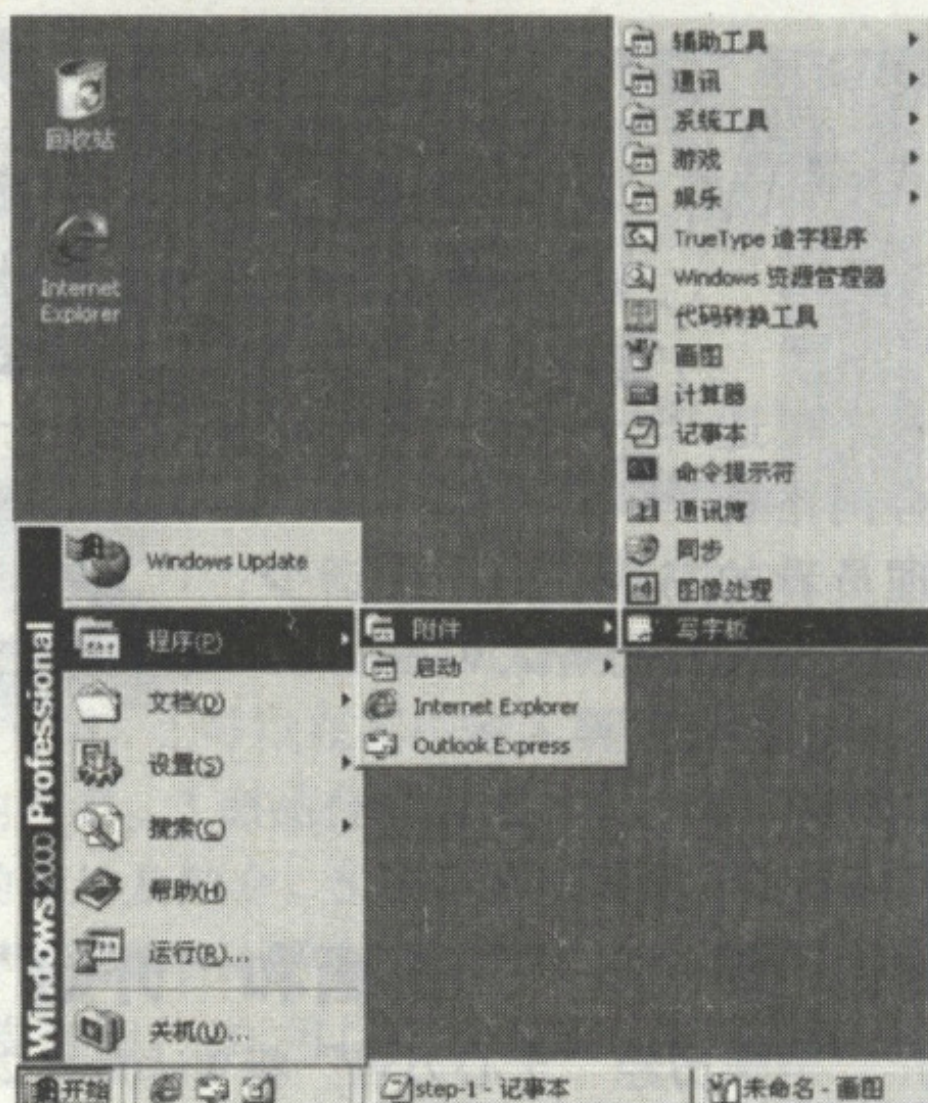 回收站
Internet
Explorer
辅助工具
通讯
系统工具
游戏
娱乐
TrueType 造字程序
Windows 资源管理器
代码转换工具
画图
计算器
记事本
命令提示符
通讯簿
同步
图像处理
写字板
附件
启动
Internet Explorer
Outlook Express
Windows Update
程序(P)
文档(D)
设置(S)
搜索(C)
帮助(H)
运行(R)...
关机(U)...
Windows 2000 Professional
开始
step-1 - 记事本
未命名 - 画图